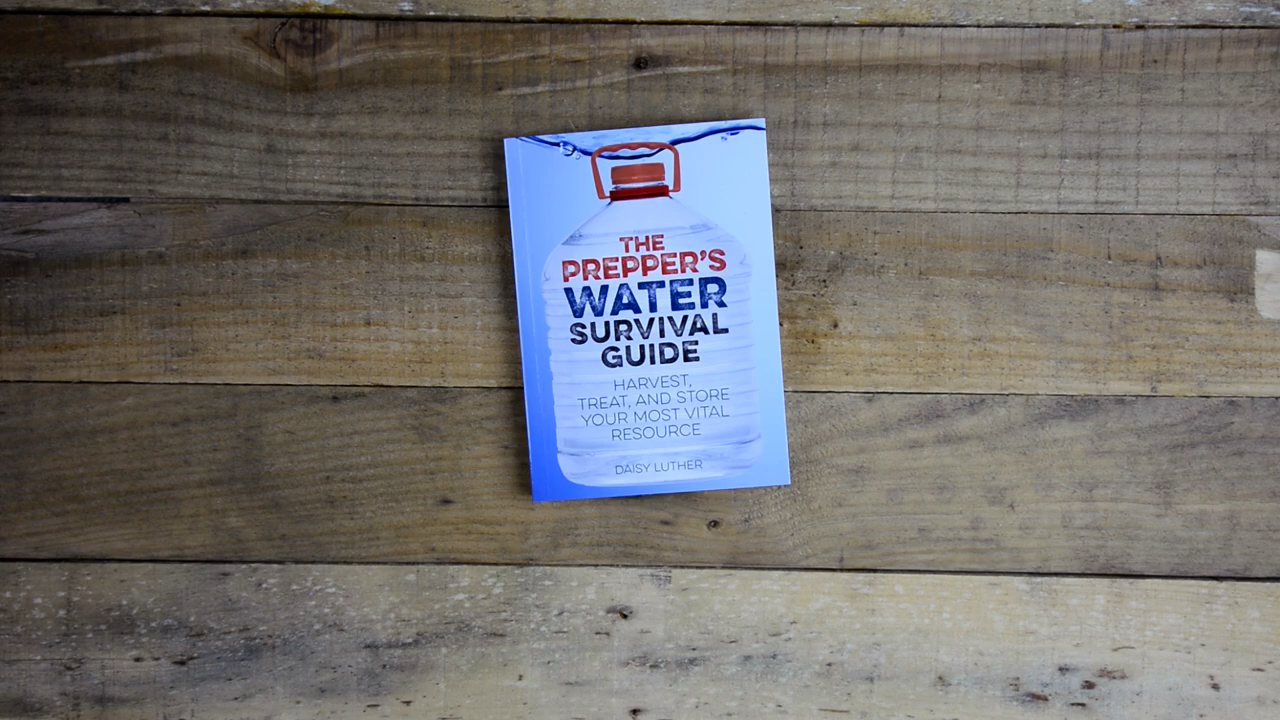 THE
PREPPER'S
WATER
SURVIVAL
GUIDE
HARVEST,
TREAT, AND STORE
YOUR MOST VITAL
RESOURCE
DAISY LUTHER